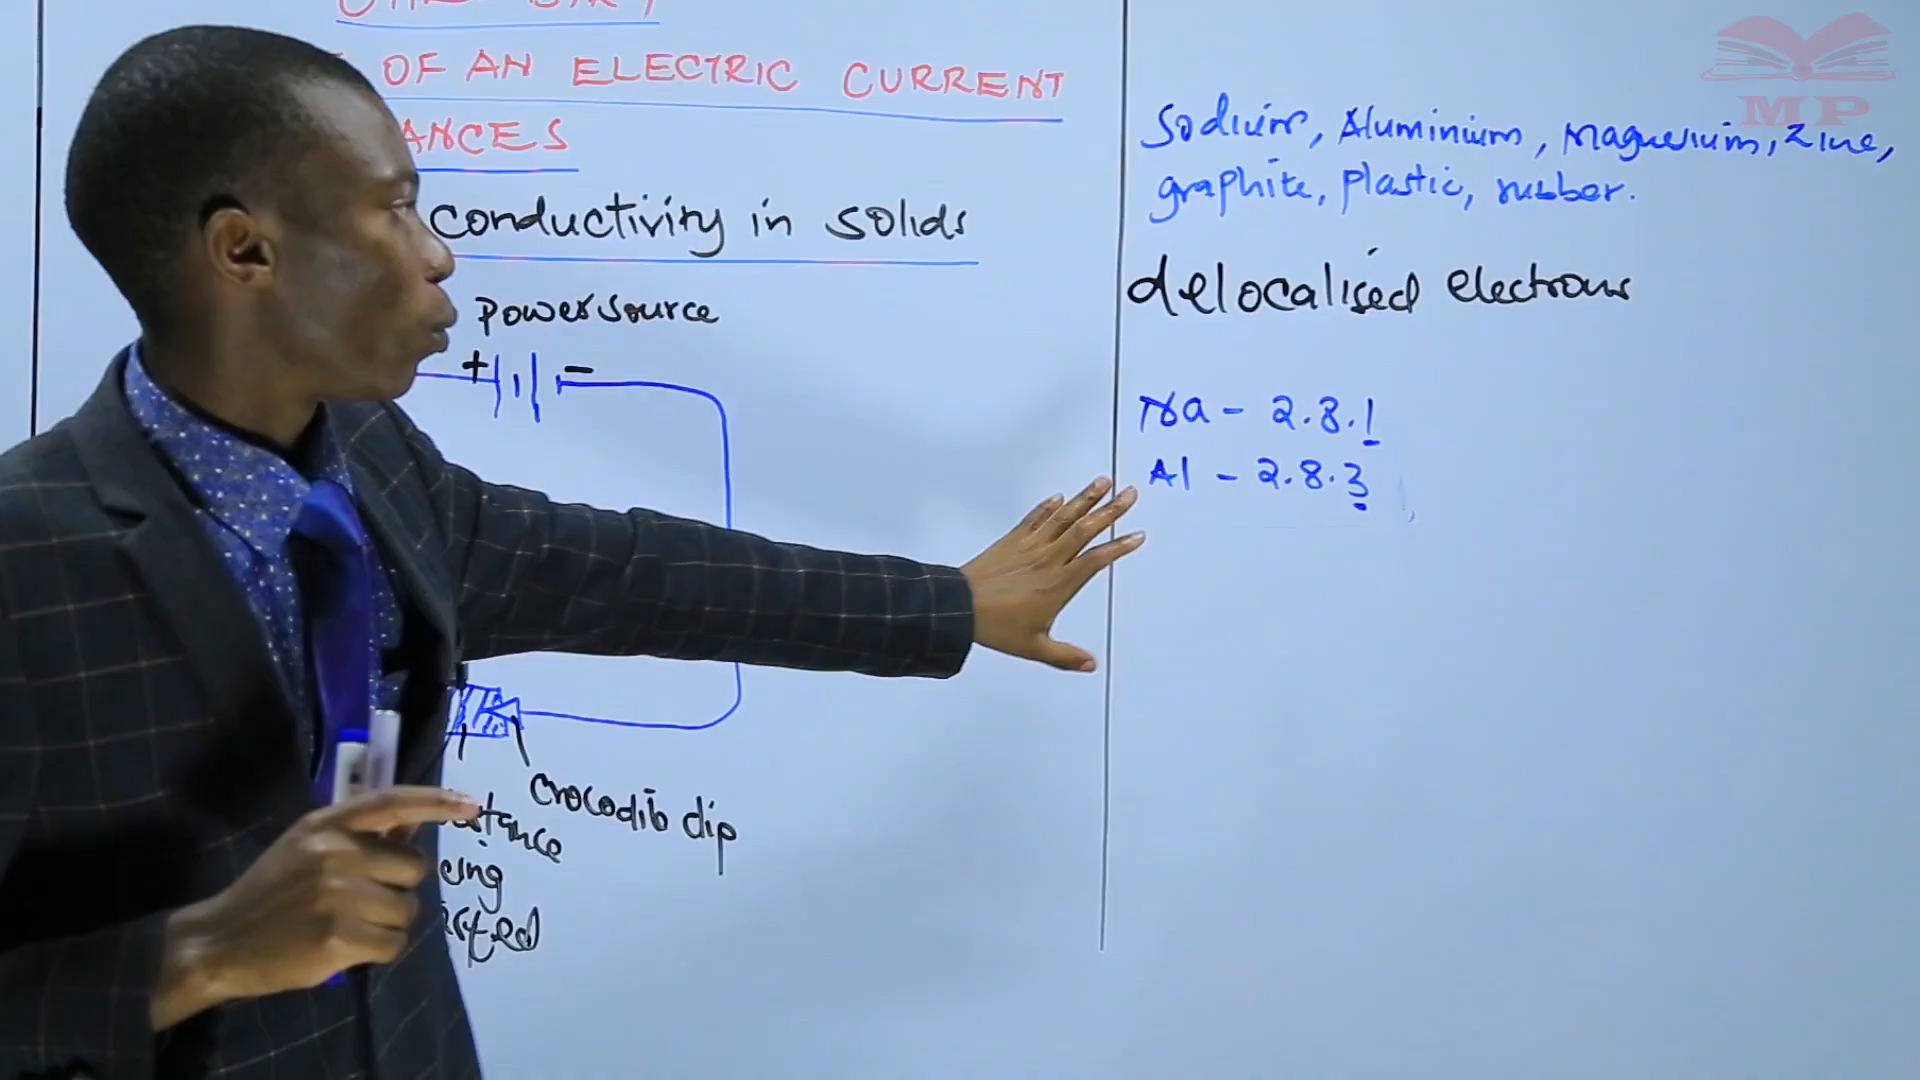 OF AN ELECTRIC CURRENT
ANCES
conductivity in solids
power source
+ -
crocodile clip
Sodium, Aluminium, Magnesium, Zinc,
graphite, plastic, rubber.
delocalised electrons
Na - 2.8.1
Al - 2.8.3
MP